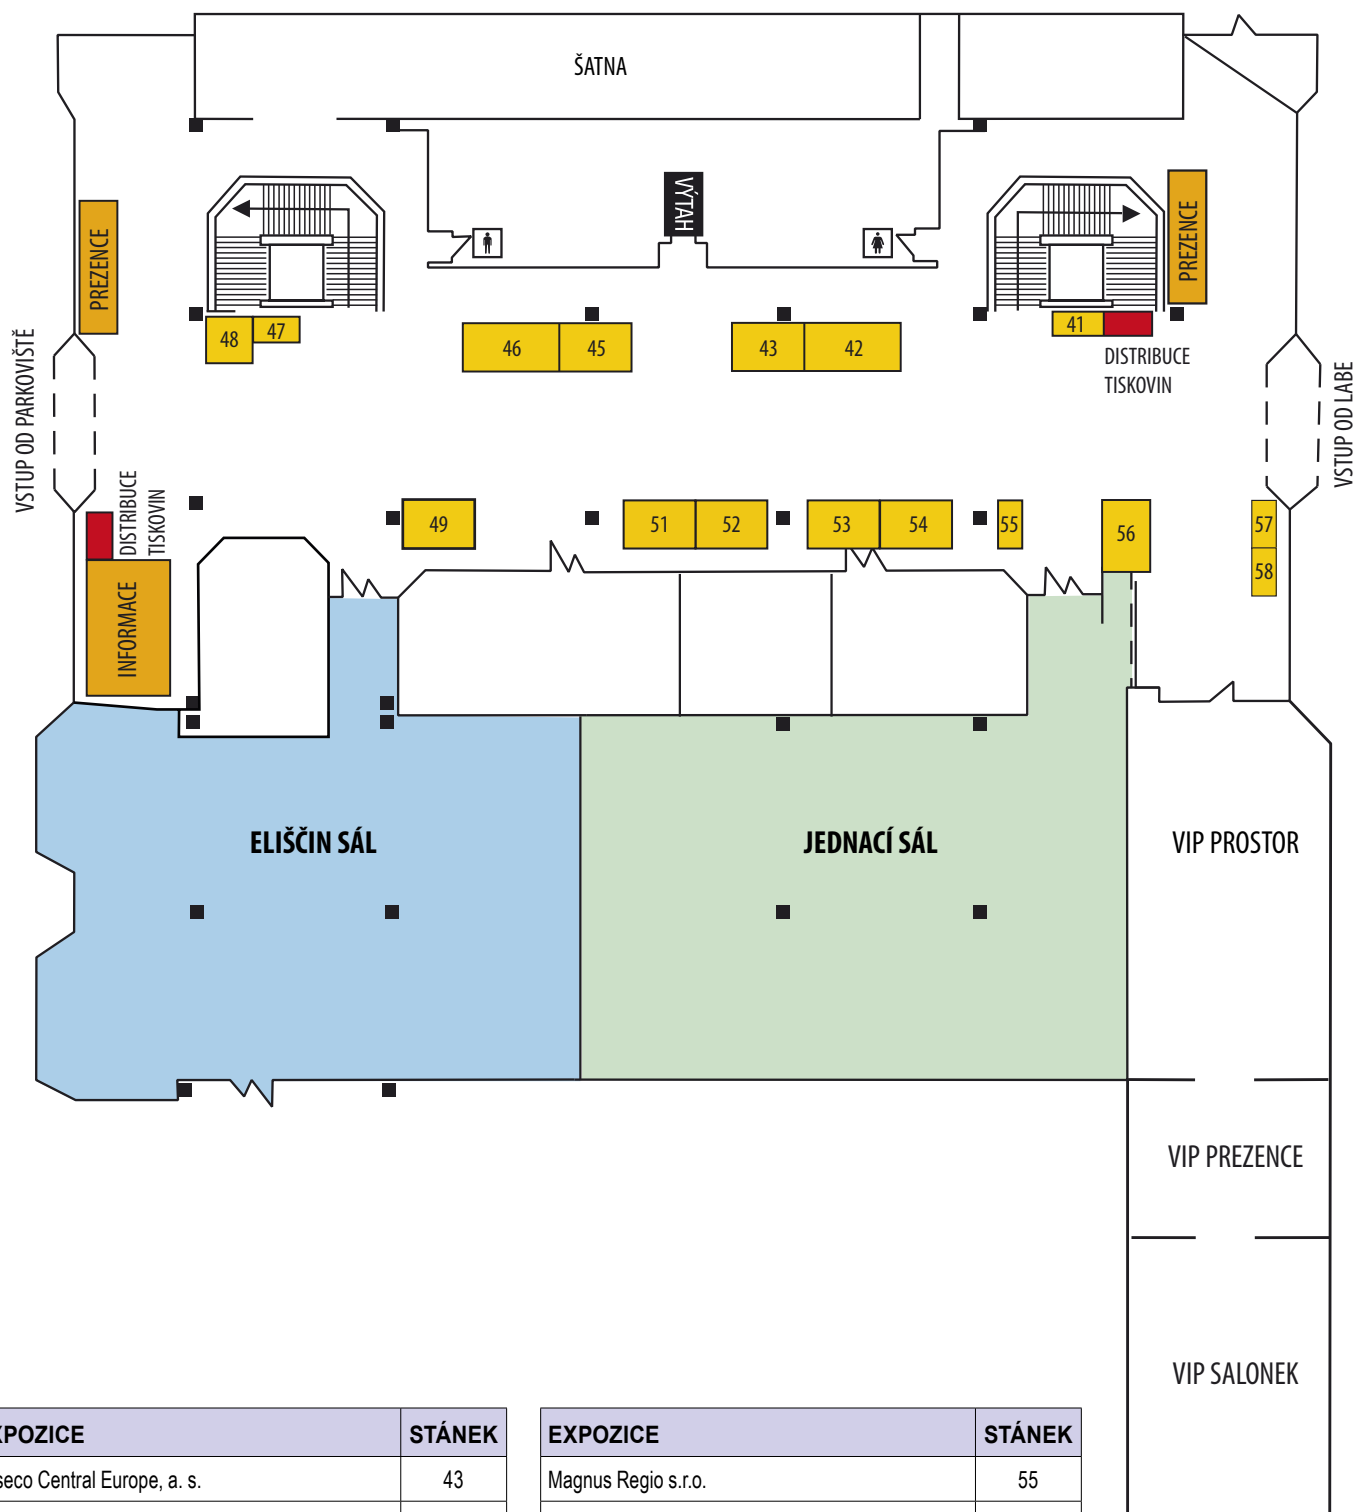 ŠATNA
VÝTAH
PREZENCE
PREZENCE
48
47
46
45
43
42
41
DISTRIBUCE
TISKOVIN
VSTUP OD PARKOVIŠTĚ
VSTUP OD LABE
DISTRIBUCE
TISKOVIN
49
51
52
53
54
55
56
57
58
INFORMACE
ELIŠČIN SÁL
JEDNACÍ SÁL
VIP PROSTOR
VIP PREZENCE
VIP SALONEK
XPOZICE STÁNEK
seco Central Europe, a. s. 43
EXPOZICE STÁNEK
Magnus Regio s.r.o. 55